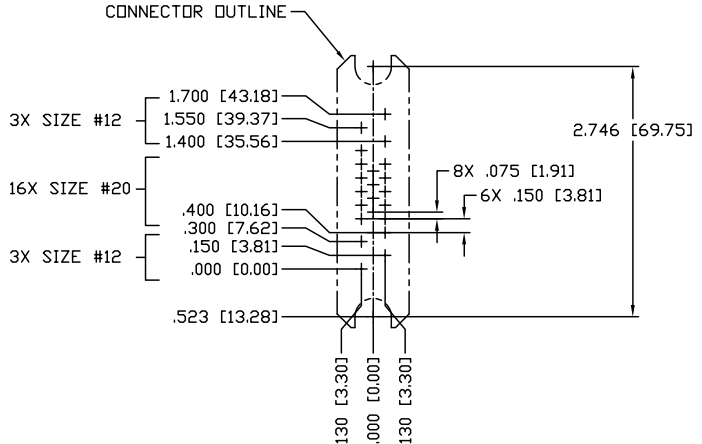 CONNECTOR OUTLINE
1.700 [43.18]
3X SIZE #12
1.550 [39.37]
2.746 [69.75]
1.400 [35.56]
8X .075 [1.91]
16X SIZE #20
6X .150 [3.81]
.400 [10.16]
.300 [7.62]
.150 [3.81]
3X SIZE #12
.000 [0.00]
.523 [13.28]
130 [3.30]
.000 [0.00]
130 [3.30]